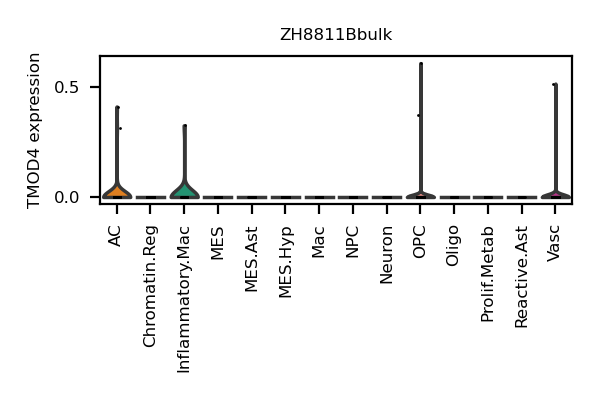 ZH8811Bbulk
TMOD4 expression
0.5
0.0
AC
Chromatin.Reg
Inflammatory.Mac
MES
MES.Ast
MES.Hyp
Mac
NPC
Neuron
OPC
Oligo
Prolif.Metab
Reactive.Ast
Vasc